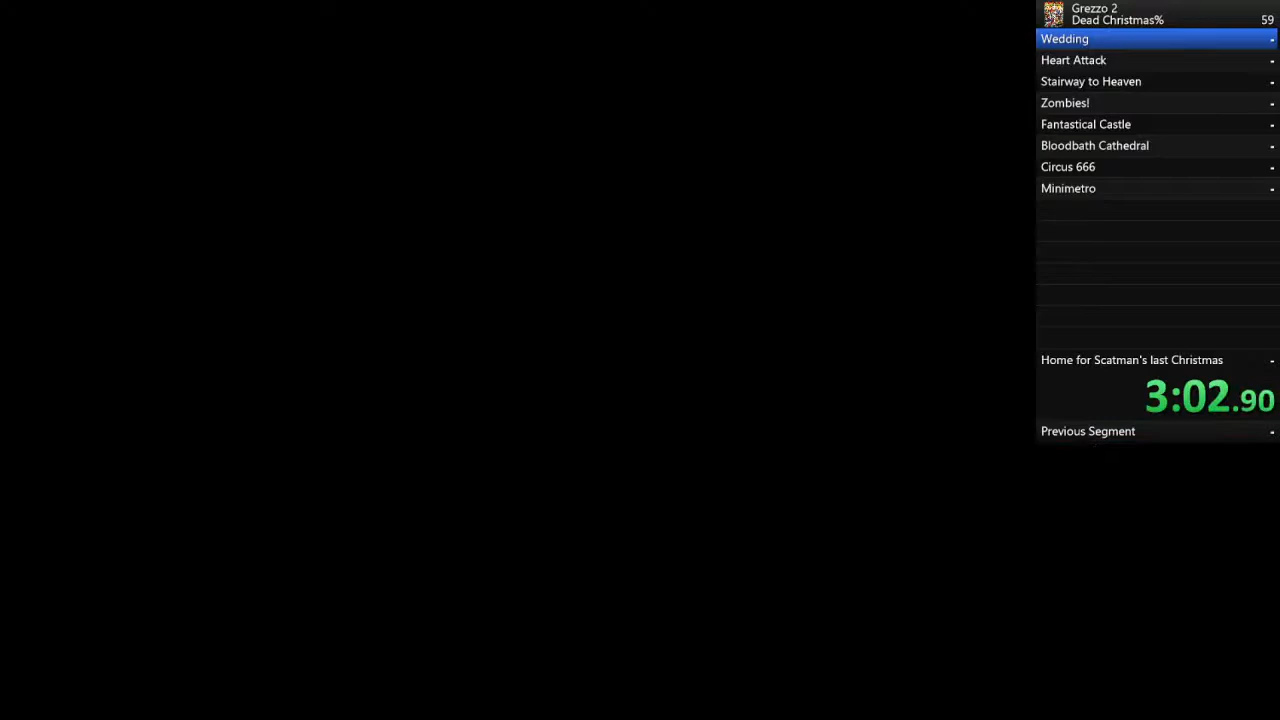 Grezzo 2
Dead Christmas% 59
Wedding -
Heart Attack -
Stairway to Heaven -
Zombies! -
Fantastical Castle -
Bloodbath Cathedral -
Circus 666 -
Minimetro -
Home for Scatman's last Christmas -
3:02.90
Previous Segment -